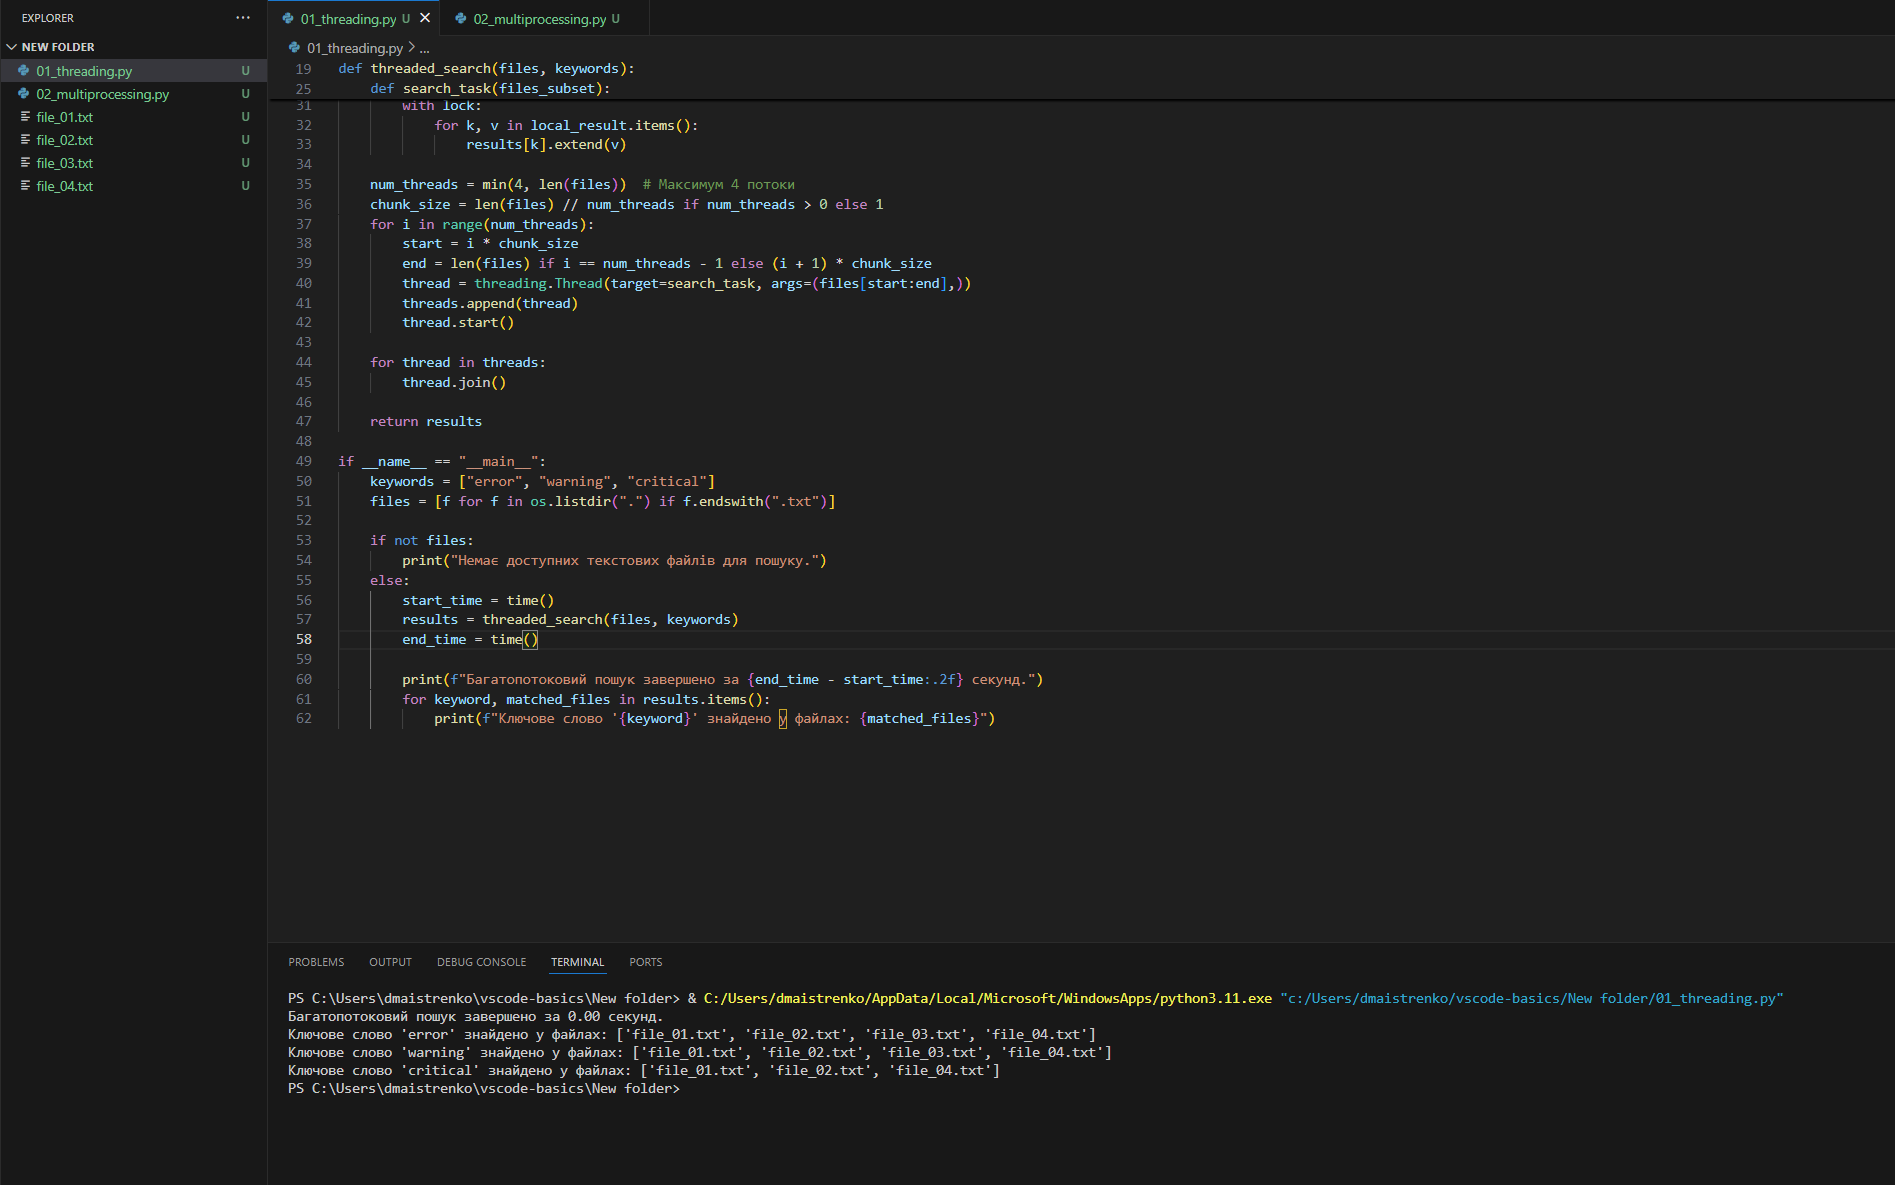 EXPLORER
NEW FOLDER
01_threading.py U
02_multiprocessing.py U
file_01.txt U
file_02.txt U
file_03.txt U
file_04.txt U
01_threading.py U 02_multiprocessing.py U
01_threading.py > ...
19 def threaded_search(files, keywords):
25     def search_task(files_subset):
31         with lock:
32             for k, v in local_result.items():
33                 results[k].extend(v)
34
35     num_threads = min(4, len(files))  # Максимум 4 потоки
36     chunk_size = len(files) // num_threads if num_threads > 0 else 1
37     for i in range(num_threads):
38         start = i * chunk_size
39         end = len(files) if i == num_threads - 1 else (i + 1) * chunk_size
40         thread = threading.Thread(target=search_task, args=(files[start:end],))
41         threads.append(thread)
42         thread.start()
43
44     for thread in threads:
45         thread.join()
46
47     return results
48
49 if __name__ == "__main__":
50     keywords = ["error", "warning", "critical"]
51     files = [f for f in os.listdir(".") if f.endswith(".txt")]
52
53     if not files:
54         print("Немає доступних текстових файлів для пошуку.")
55     else:
56         start_time = time()
57         results = threaded_search(files, keywords)
58         end_time = time()
59
60         print(f"Багатопотоковий пошук завершено за {end_time - start_time:.2f} секунд.")
61         for keyword, matched_files in results.items():
62             print(f"Ключове слово '{keyword}' знайдено у файлах: {matched_files}")
PROBLEMS OUTPUT DEBUG CONSOLE TERMINAL PORTS
PS C:\Users\dmaistrenko\vscode-basics\New folder> & C:/Users/dmaistrenko/AppData/Local/Microsoft/WindowsApps/python3.11.exe "c:/Users/dmaistrenko/vscode-basics/New folder/01_threading.py"
Багатопотоковий пошук завершено за 0.00 секунд.
Ключове слово 'error' знайдено у файлах: ['file_01.txt', 'file_02.txt', 'file_03.txt', 'file_04.txt']
Ключове слово 'warning' знайдено у файлах: ['file_01.txt', 'file_02.txt', 'file_03.txt', 'file_04.txt']
Ключове слово 'critical' знайдено у файлах: ['file_01.txt', 'file_02.txt', 'file_04.txt']
PS C:\Users\dmaistrenko\vscode-basics\New folder>